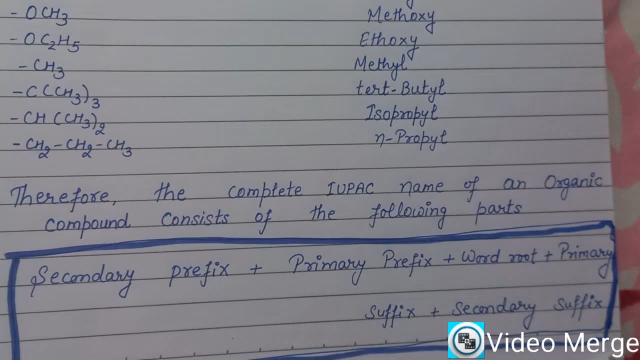 - OCH3 Methoxy
- OC2H5 Ethoxy
- CH3 Methyl
- C(CH3)3 tert-Butyl
- CH (CH3)2 Isopropyl
- CH2-CH2-CH3 n-Propyl
Therefore, the complete IUPAC name of an Organic
compound consists of the following parts
Secondary prefix + Primary Prefix + Word root + Primary
suffix + Secondary suffix
Video Merge